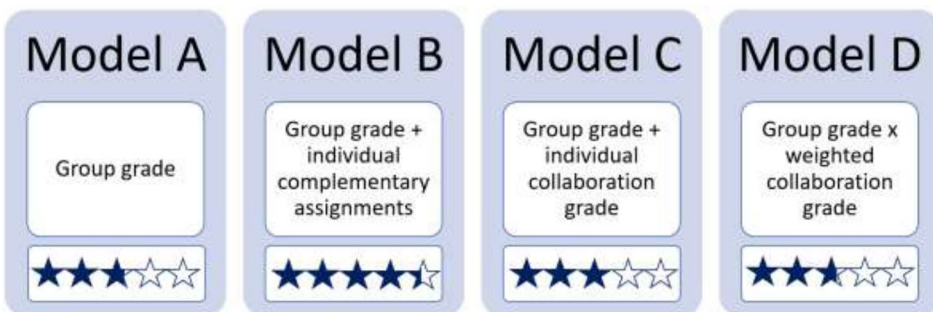 Model A
Group grade
Model B
Group grade +
individual
complementary
assignments
Model C
Group grade +
individual
collaboration
grade
Model D
Group grade x
weighted
collaboration
grade